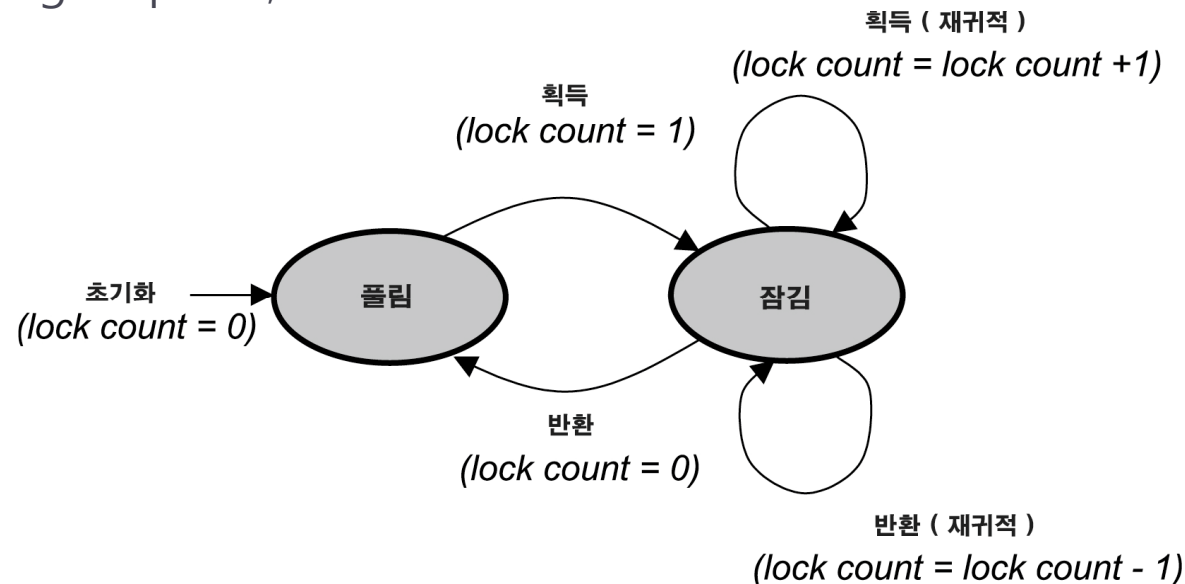 획득 ( 재귀적 )
(lock count = lock count +1)
획득
(lock count = 1)
초기화
(lock count = 0)
풀림
잠김
반환
(lock count = 0)
반환 ( 재귀적 )
(lock count = lock count - 1)